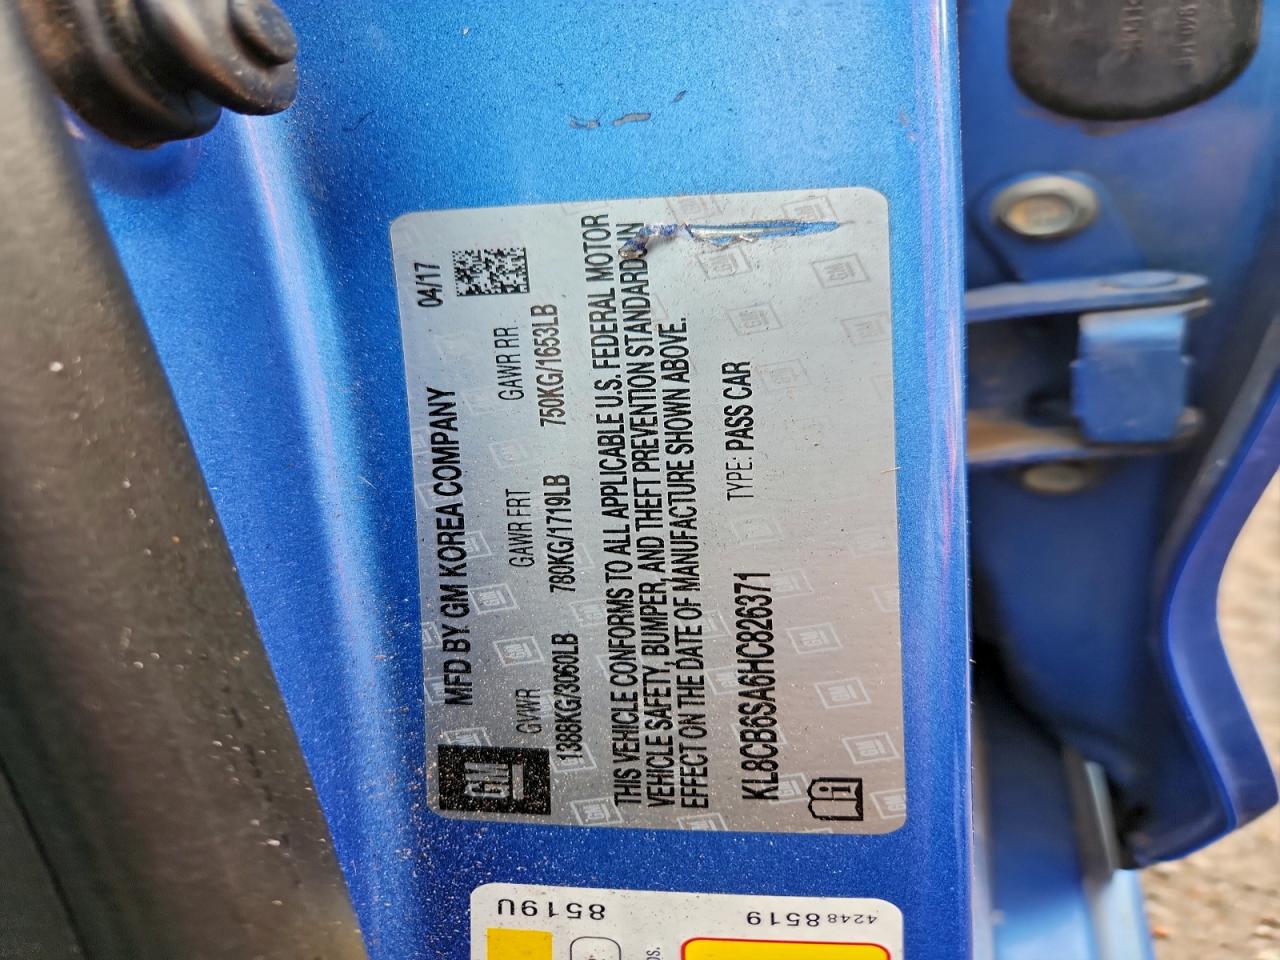 GM
MFD BY GM KOREA COMPANY 04/17
GVWR GAWR FRT GAWR RR
1388KG/3060LB 780KG/1719LB 750KG/1653LB
THIS VEHICLE CONFORMS TO ALL APPLICABLE U.S. FEDERAL MOTOR
VEHICLE SAFETY, BUMPER, AND THEFT PREVENTION STANDARDS IN
EFFECT ON THE DATE OF MANUFACTURE SHOWN ABOVE.
KL8CB6SA6HC826371 TYPE: PASS CAR
8519U
4248 8519